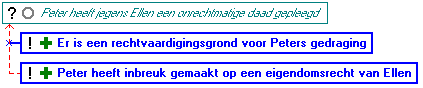 ? Peter heeft jegens Ellen een onrechtmatige daad gepleegd
! Er is een rechtvaardigingsgrond voor Peters gedraging
! Peter heeft inbreuk gemaakt op een eigendomsrecht van Ellen